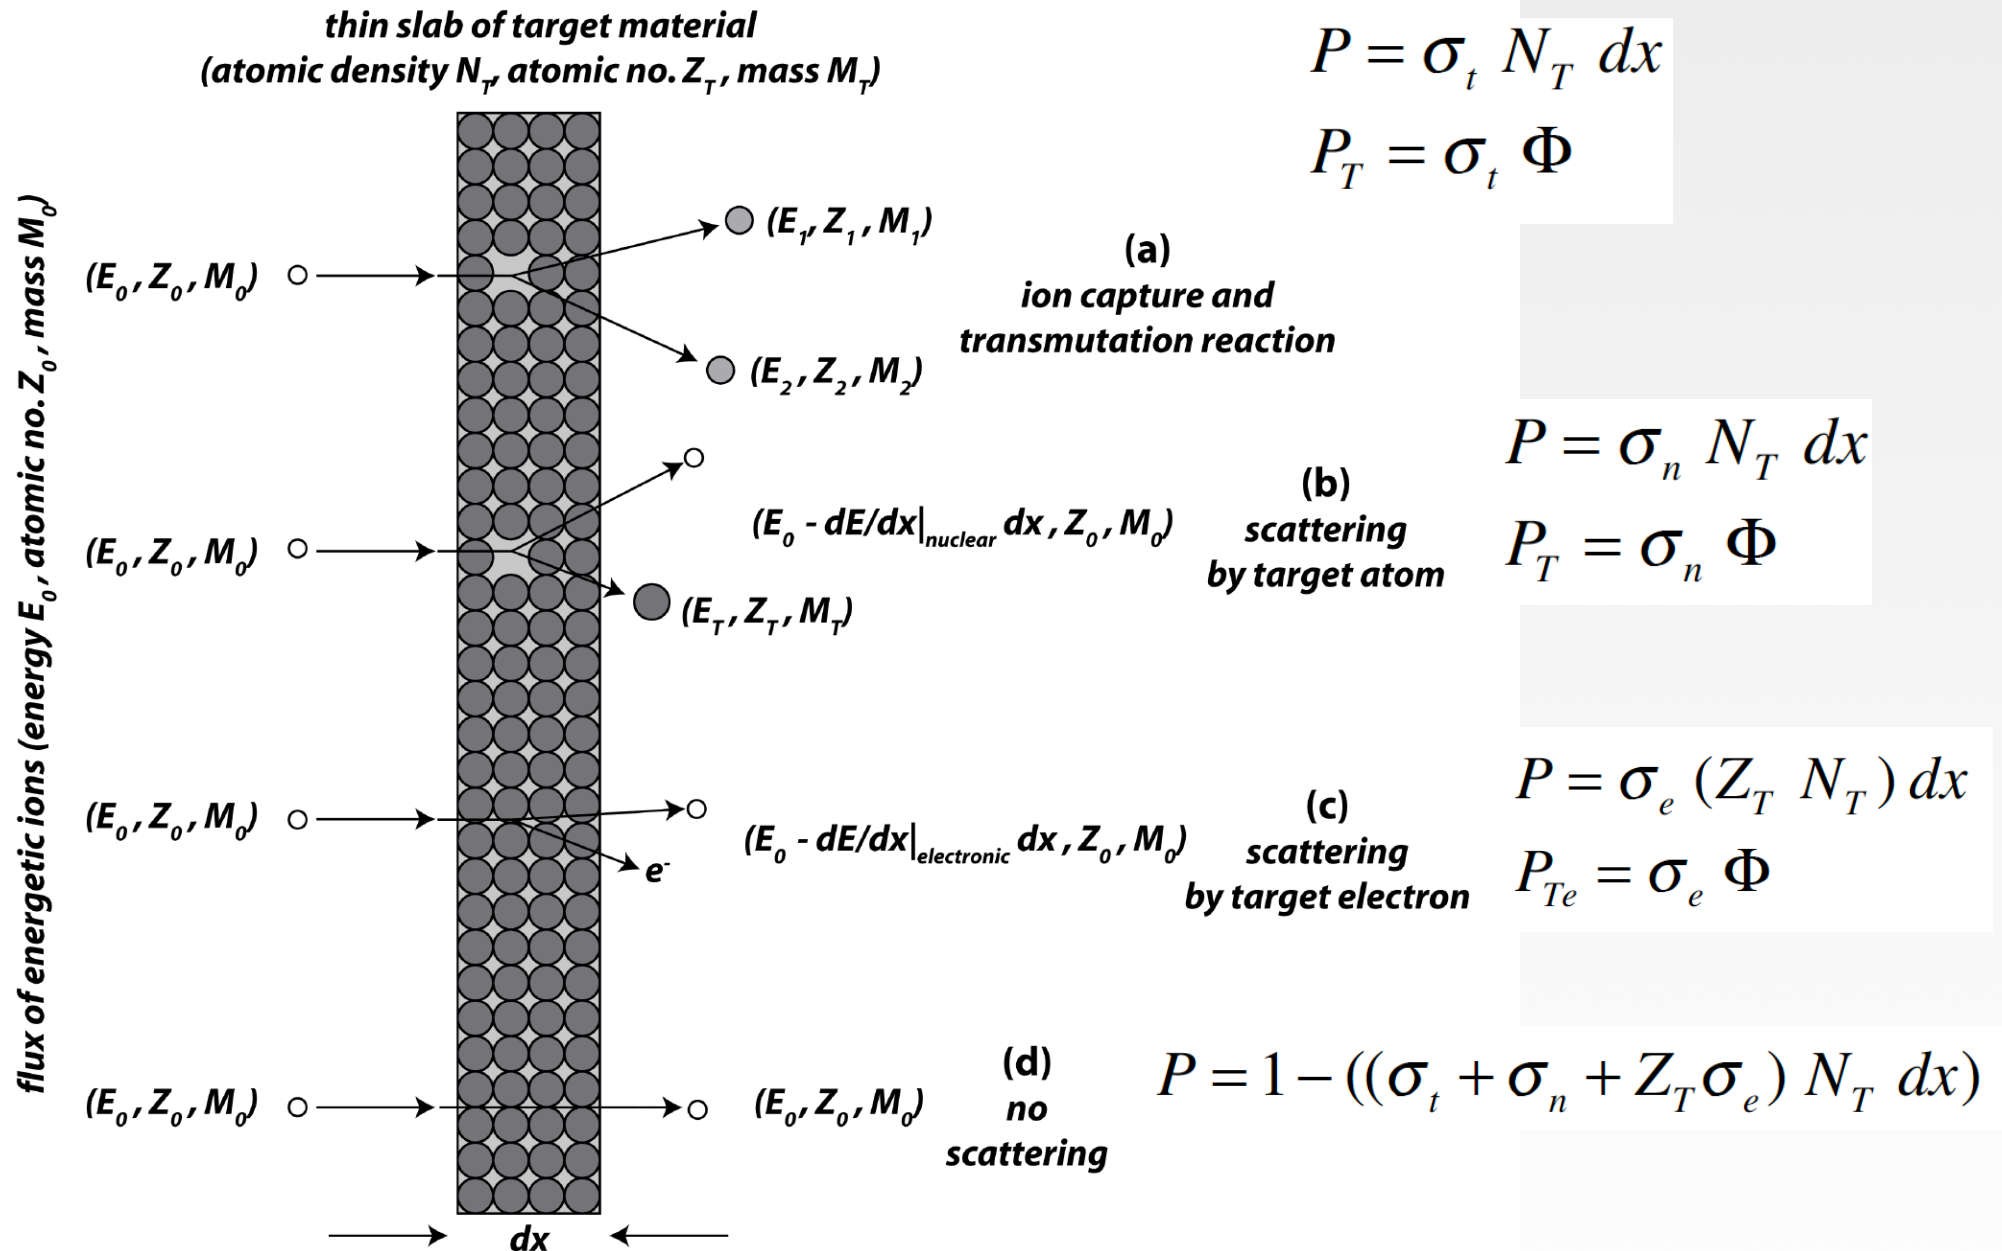 thin slab of target material
(atomic density N_T, atomic no. Z_T, mass M_T)
flux of energetic ions (energy E_0, atomic no. Z_0, mass M_0)
P = σ_t N_T dx
P_T = σ_t Φ
(E_0, Z_0, M_0)
(E_1, Z_1, M_1)
(E_2, Z_2, M_2)
(a)
ion capture and
transmutation reaction
(E_0, Z_0, M_0)
(E_0 - dE/dx|_nuclear dx, Z_0, M_0)
(E_T, Z_T, M_T)
(b)
scattering
by target atom
P = σ_n N_T dx
P_T = σ_n Φ
(E_0, Z_0, M_0)
(E_0 - dE/dx|_electronic dx, Z_0, M_0)
e^-
(c)
scattering
by target electron
P = σ_e (Z_T N_T) dx
P_Te = σ_e Φ
(E_0, Z_0, M_0)
(E_0, Z_0, M_0)
(d)
no
scattering
P = 1 − ((σ_t + σ_n + Z_T σ_e) N_T dx)
dx